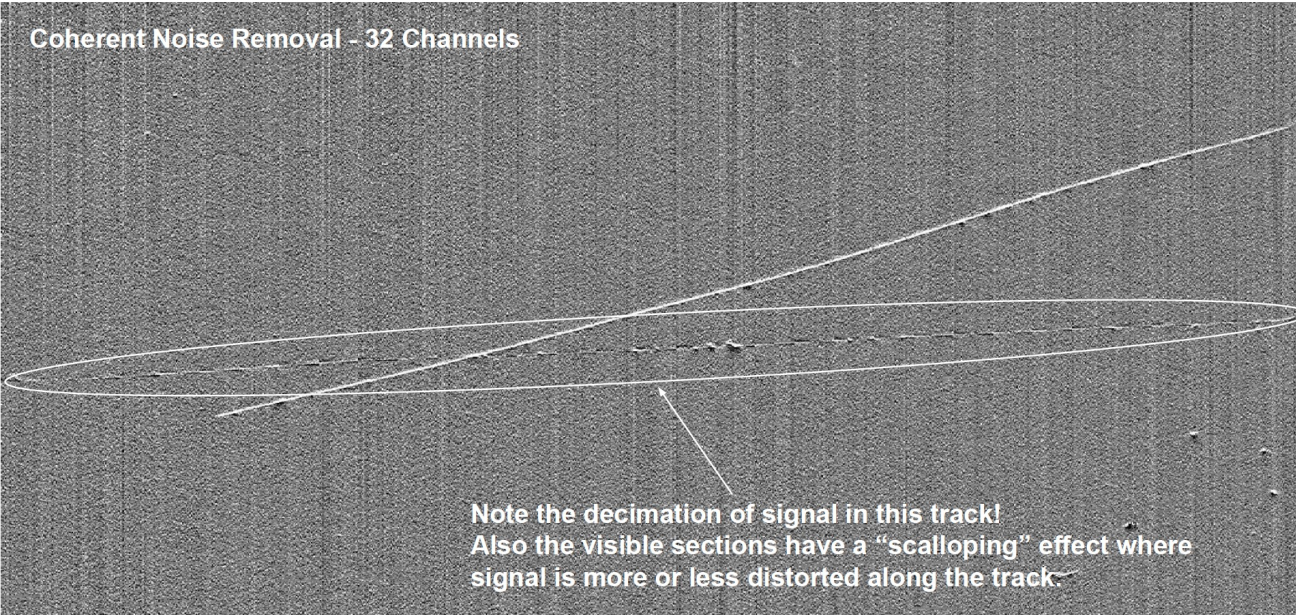 Coherent Noise Removal - 32 Channels
Note the decimation of signal in this track!
Also the visible sections have a “scalloping” effect where
signal is more or less distorted along the track.